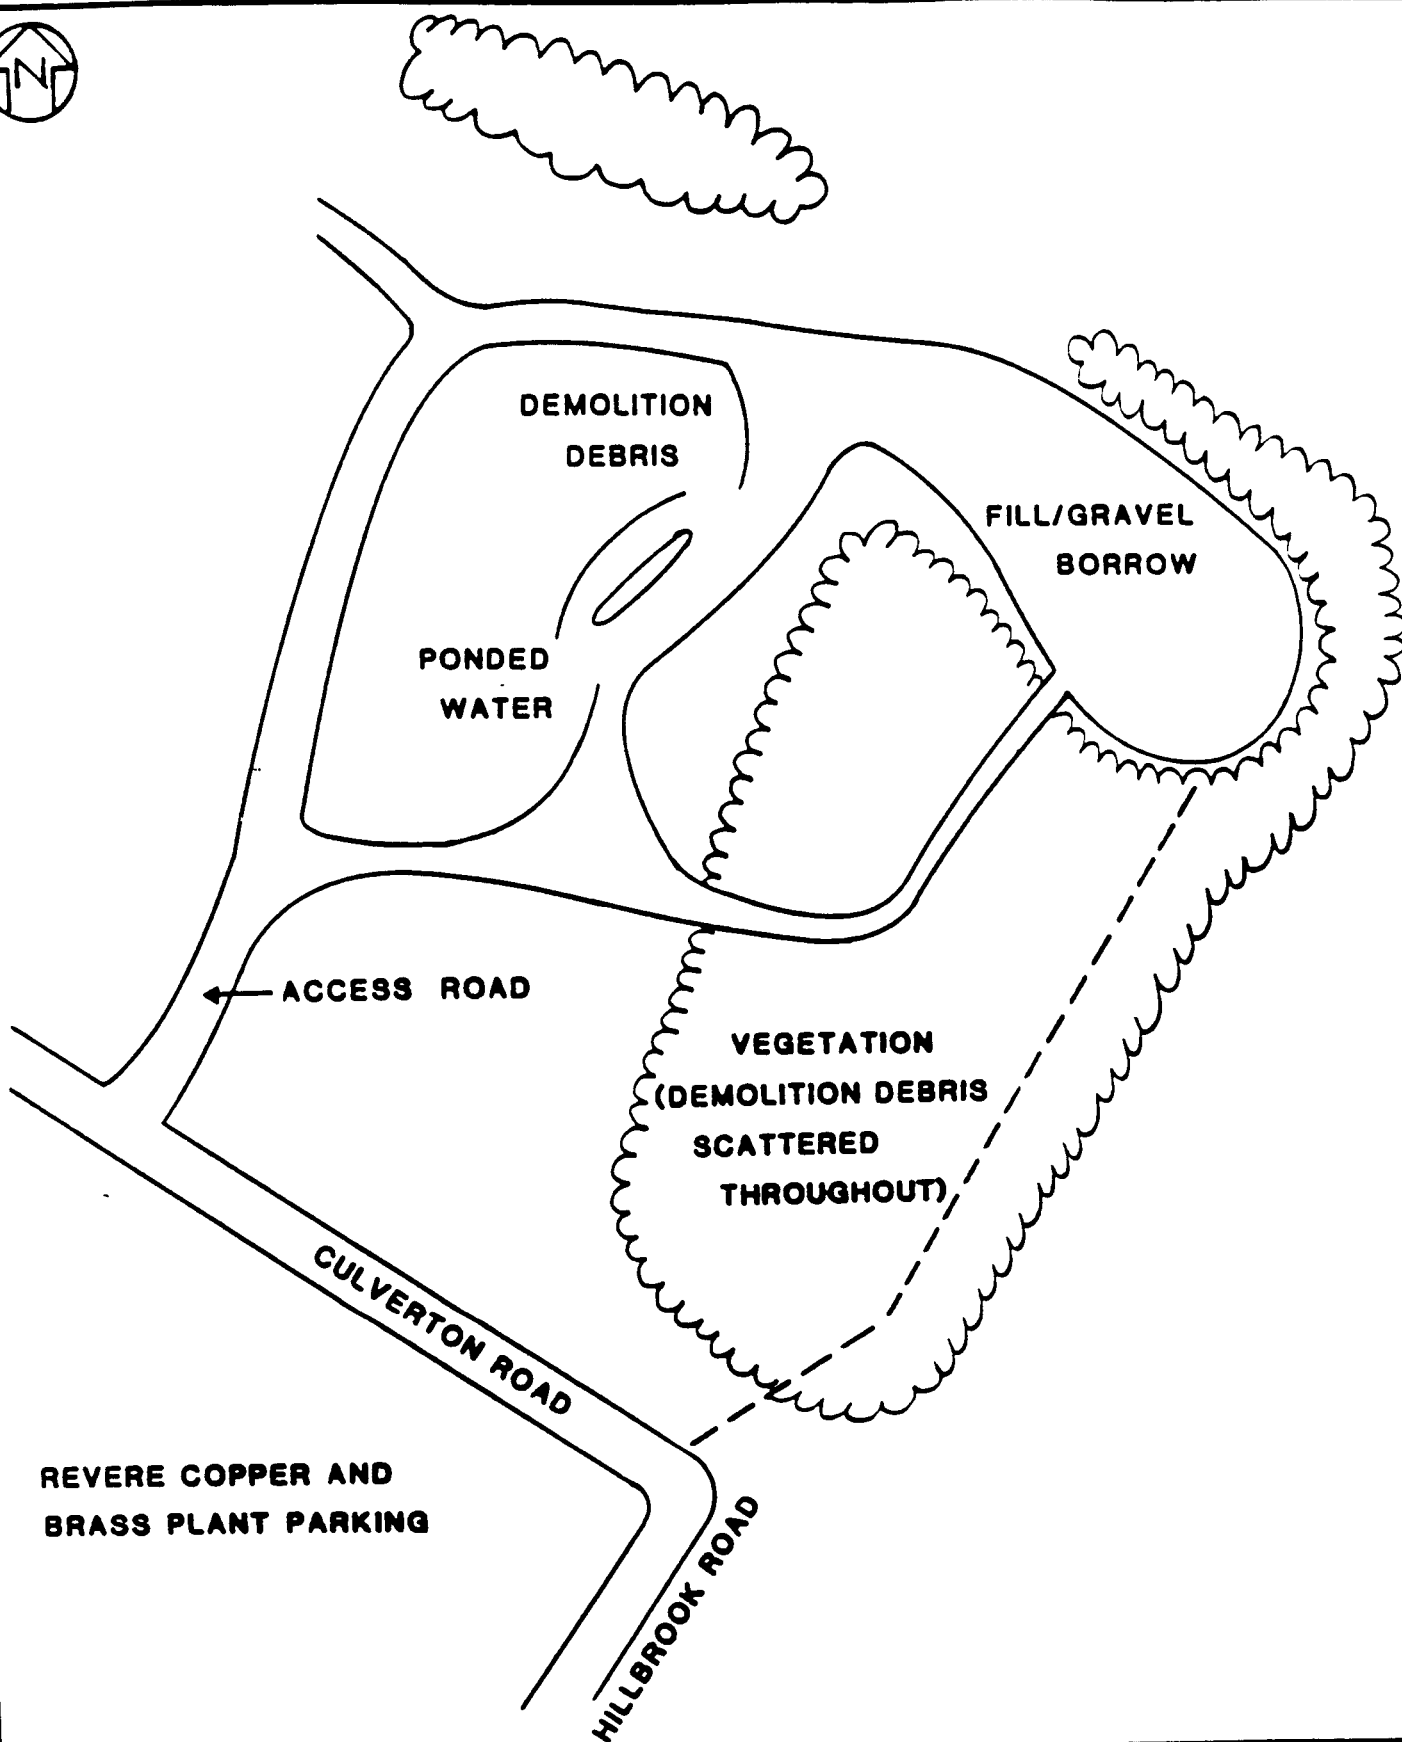 N
DEMOLITION
DEBRIS
FILL/GRAVEL
BORROW
PONDED
WATER
ACCESS ROAD
VEGETATION
(DEMOLITION DEBRIS
SCATTERED
THROUGHOUT)
CULVERTON ROAD
REVERE COPPER AND
BRASS PLANT PARKING
HILLBROOK ROAD